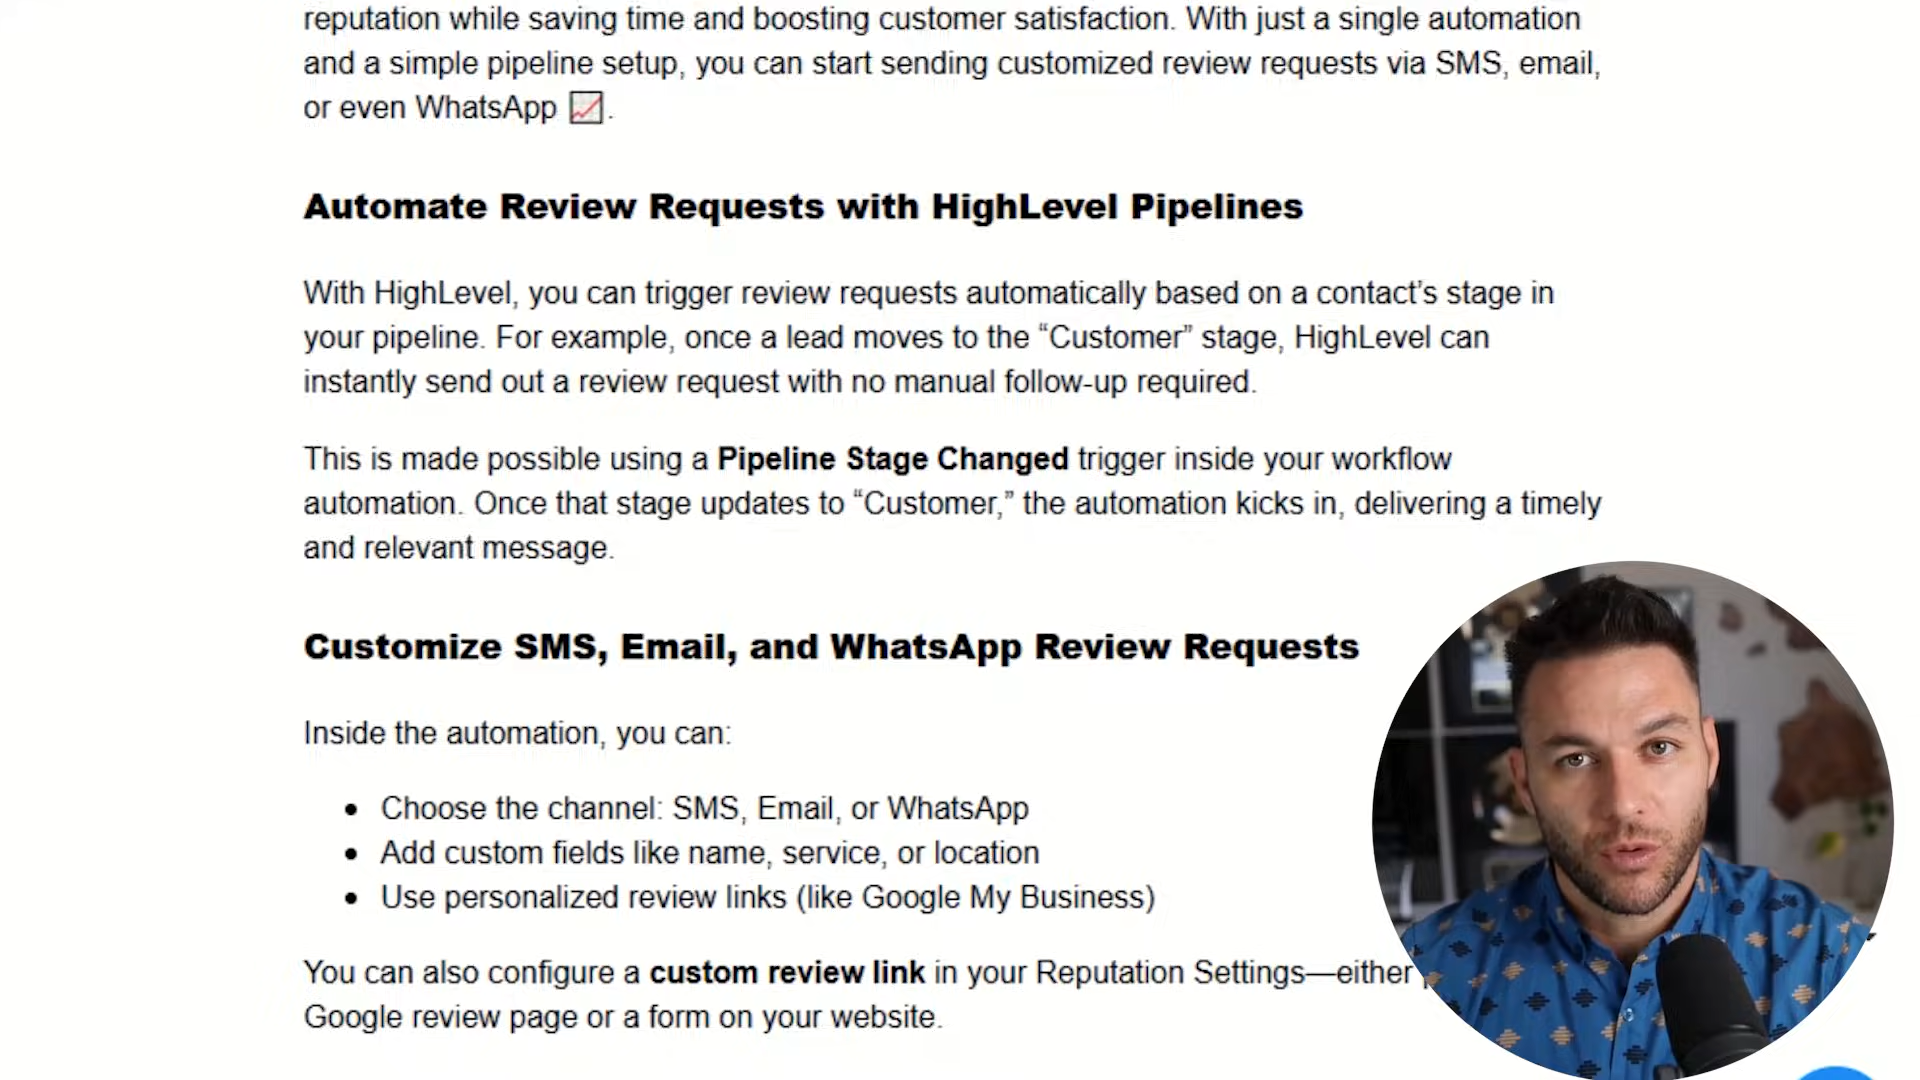 reputation while saving time and boosting customer satisfaction. With just a single automation
and a simple pipeline setup, you can start sending customized review requests via SMS, email,
or even WhatsApp 📈.
Automate Review Requests with HighLevel Pipelines
With HighLevel, you can trigger review requests automatically based on a contact’s stage in
your pipeline. For example, once a lead moves to the “Customer” stage, HighLevel can
instantly send out a review request with no manual follow-up required.
This is made possible using a Pipeline Stage Changed trigger inside your workflow
automation. Once that stage updates to “Customer,” the automation kicks in, delivering a timely
and relevant message.
Customize SMS, Email, and WhatsApp Review Requests
Inside the automation, you can:
• Choose the channel: SMS, Email, or WhatsApp
• Add custom fields like name, service, or location
• Use personalized review links (like Google My Business)
You can also configure a custom review link in your Reputation Settings—either
Google review page or a form on your website.